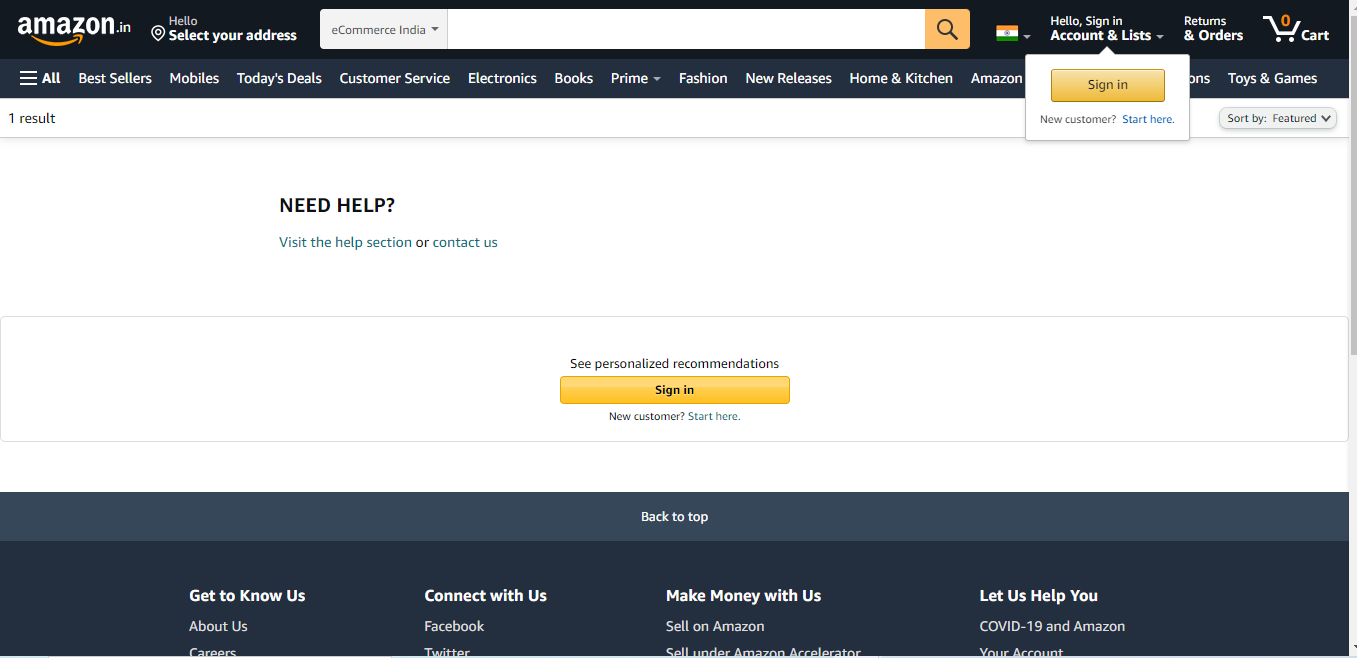 amazon.in
Hello
Select your address
eCommerce India
Hello, Sign in
Account & Lists
Returns
& Orders
0
Cart
All Best Sellers Mobiles Today's Deals Customer Service Electronics Books Prime Fashion New Releases Home & Kitchen Amazon ons Toys & Games
Sign in
New customer? Start here.
1 result
Sort by: Featured
NEED HELP?
Visit the help section or contact us
See personalized recommendations
Sign in
New customer? Start here.
Back to top
Get to Know Us Connect with Us Make Money with Us Let Us Help You
About Us Facebook Sell on Amazon COVID-19 and Amazon
Careers Twitter Sell under Amazon Accelerator Your Account